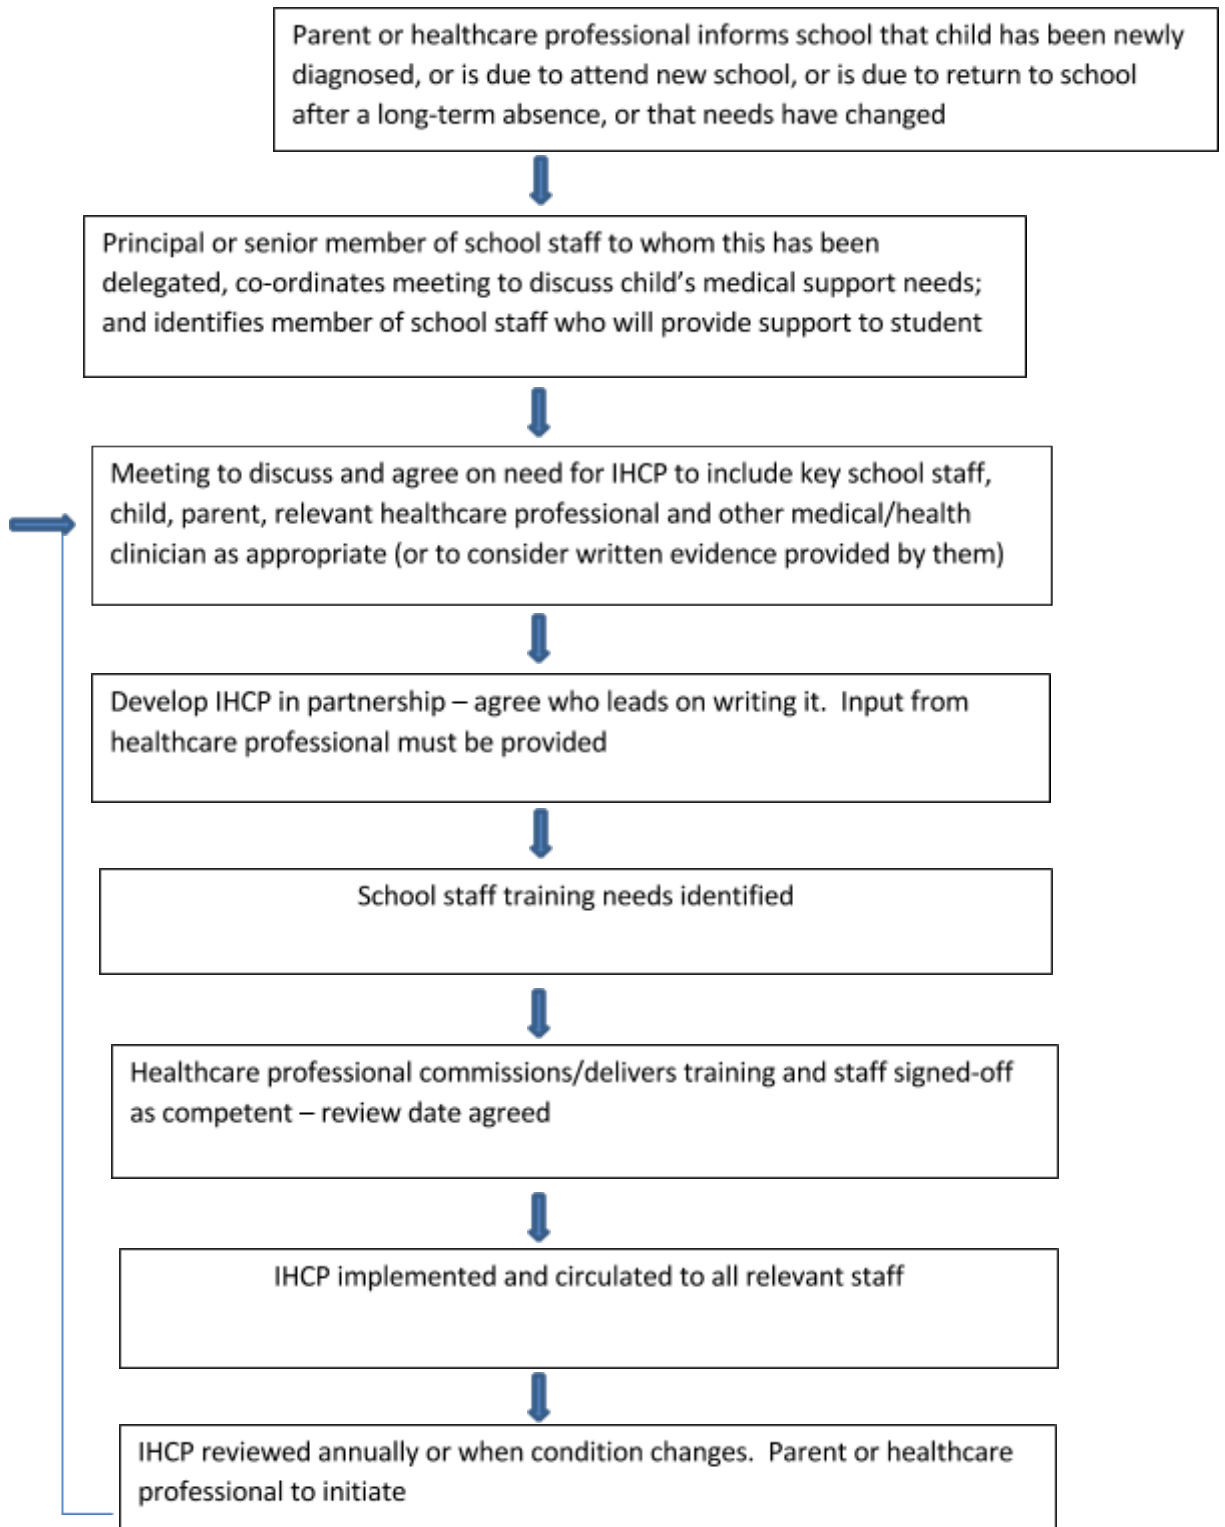 Parent or healthcare professional informs school that child has been newly
diagnosed, or is due to attend new school, or is due to return to school
after a long-term absence, or that needs have changed
Principal or senior member of school staff to whom this has been
delegated, co-ordinates meeting to discuss child’s medical support needs;
and identifies member of school staff who will provide support to student
Meeting to discuss and agree on need for IHCP to include key school staff,
child, parent, relevant healthcare professional and other medical/health
clinician as appropriate (or to consider written evidence provided by them)
Develop IHCP in partnership – agree who leads on writing it.  Input from
healthcare professional must be provided
School staff training needs identified
Healthcare professional commissions/delivers training and staff signed-off
as competent – review date agreed
IHCP implemented and circulated to all relevant staff
IHCP reviewed annually or when condition changes.  Parent or healthcare
professional to initiate